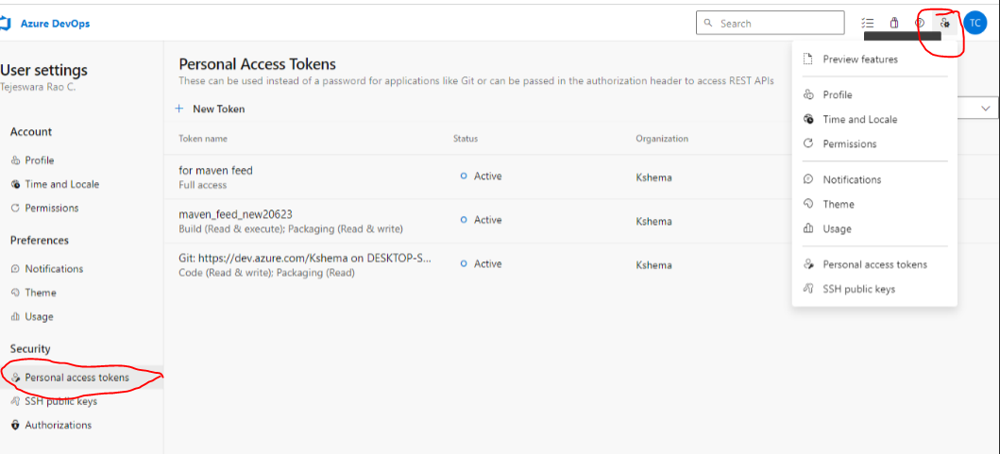 Azure DevOps
Search
TC
User settings
Tejeswara Rao C.
Account
Profile
Time and Locale
Permissions
Preferences
Notifications
Theme
Usage
Security
Personal access tokens
SSH public keys
Authorizations
Personal Access Tokens
These can be used instead of a password for applications like Git or can be passed in the authorization header to access REST APIs
+ New Token
Token name Status Organization
for maven feed Active Kshema
Full access
maven_feed_new20623 Active Kshema
Build (Read & execute); Packaging (Read & write)
Git: https://dev.azure.com/Kshema on DESKTOP-S... Active Kshema
Code (Read & write); Packaging (Read)
Preview features
Profile
Time and Locale
Permissions
Notifications
Theme
Usage
Personal access tokens
SSH public keys